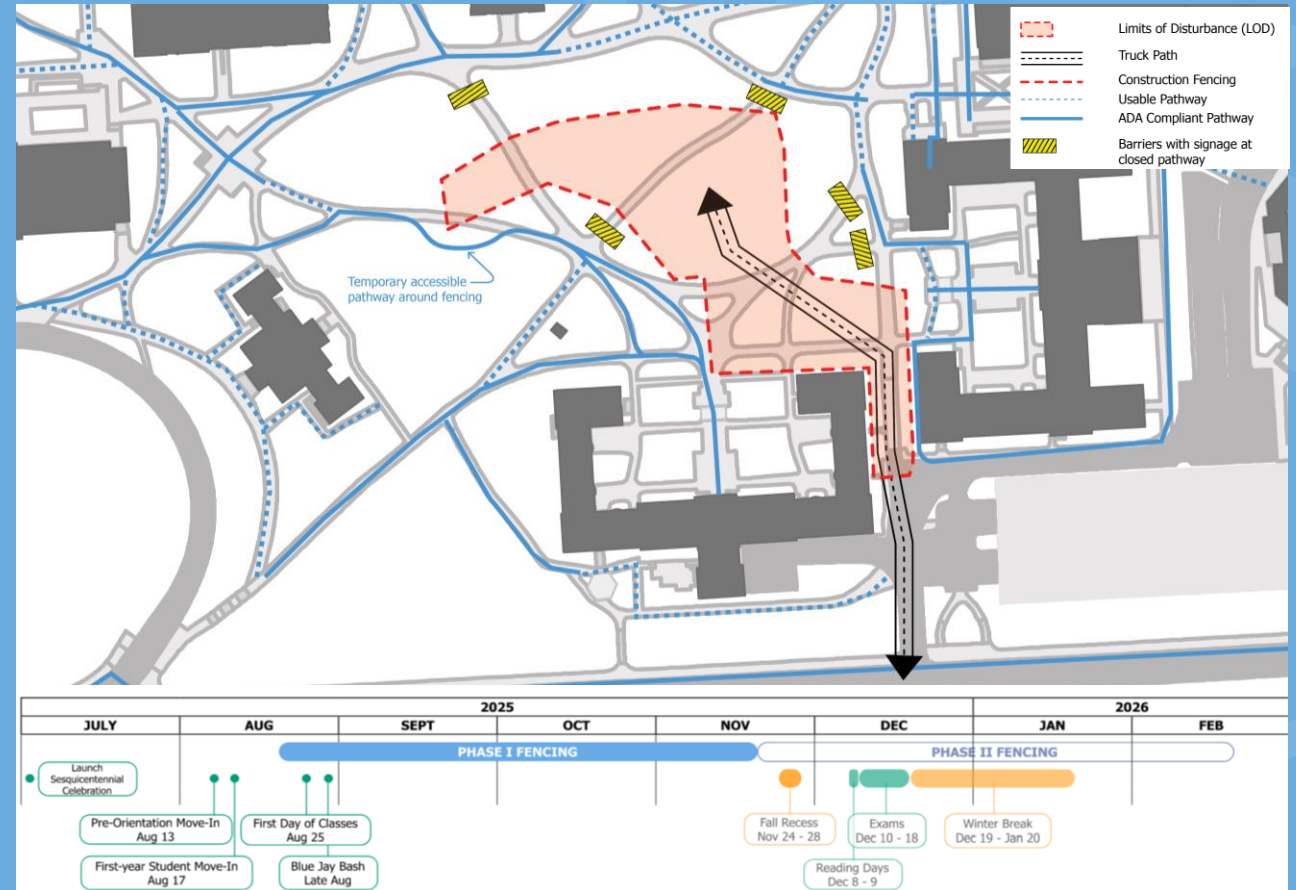 Limits of Disturbance (LOD)
Truck Path
Construction Fencing
Usable Pathway
ADA Compliant Pathway
Barriers with signage at
closed pathway
Temporary accessible
pathway around fencing
2025
2026
JULY
AUG
SEPT
OCT
NOV
DEC
JAN
FEB
PHASE I FENCING
PHASE II FENCING
Launch
Sesquicentennial
Celebration
Pre-Orientation Move-In
Aug 13
First Day of Classes
Aug 25
First-year Student Move-In
Aug 17
Blue Jay Bash
Late Aug
Fall Recess
Nov 24 - 28
Exams
Dec 10 - 18
Winter Break
Dec 19 - Jan 20
Reading Days
Dec 8 - 9